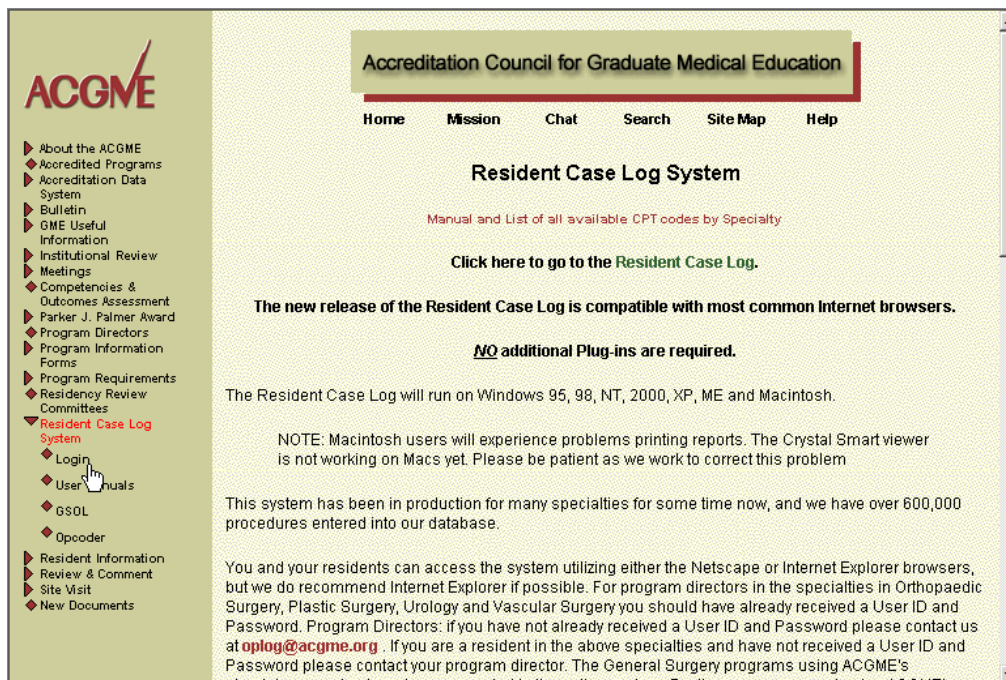 ACGME
About the ACGME
Accredited Programs
Accreditation Data
System
Bulletin
GME Useful
Information
Institutional Review
Meetings
Competencies &
Outcomes Assessment
Parker J. Palmer Award
Program Directors
Program Information
Forms
Program Requirements
Residency Review
Committees
Resident Case Log
System
Login
User Manuals
GSOL
Opcoder
Resident Information
Review & Comment
Site Visit
New Documents
Accreditation Council for Graduate Medical Education
Home Mission Chat Search Site Map Help
Resident Case Log System
Manual and List of all available CPT codes by Specialty
Click here to go to the Resident Case Log.
The new release of the Resident Case Log is compatible with most common Internet browsers.
NO additional Plug-ins are required.
The Resident Case Log will run on Windows 95, 98, NT, 2000, XP, ME and Macintosh.
NOTE: Macintosh users will experience problems printing reports. The Crystal Smart viewer
is not working on Macs yet. Please be patient as we work to correct this problem
This system has been in production for many specialties for some time now, and we have over 600,000
procedures entered into our database.
You and your residents can access the system utilizing either the Netscape or Internet Explorer browsers,
but we do recommend Internet Explorer if possible. For program directors in the specialties in Orthopaedic
Surgery, Plastic Surgery, Urology and Vascular Surgery you should have already received a User ID and
Password. Program Directors: if you have not already received a User ID and Password please contact us
at oplog@acgme.org . If you are a resident in the above specialties and have not received a User ID and
Password please contact your program director. The General Surgery programs using ACGME's